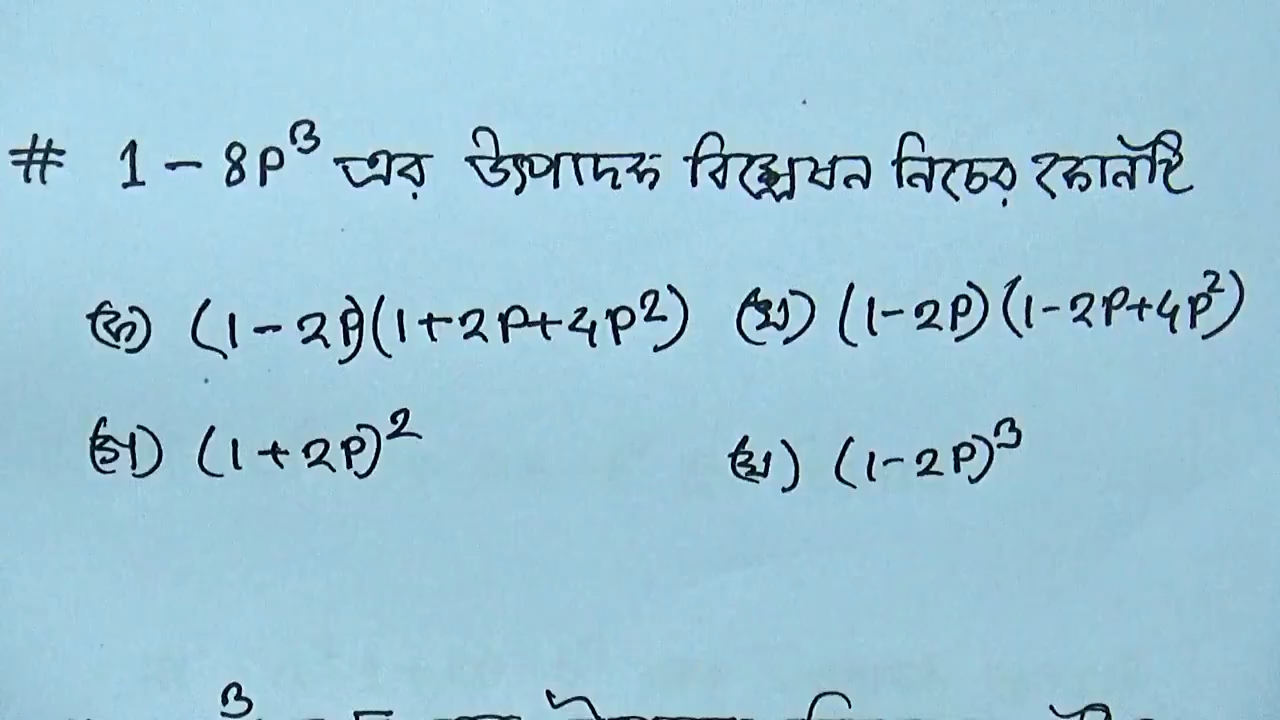 # 1 - 8P³ এর উৎপাদক বিশ্লেষন নিচের কোনটি
(ক) (1-2P)(1+2P+4P²) (খ) (1-2P)(1-2P+4P²)
(গ) (1+2P)² (ঘ) (1-2P)³